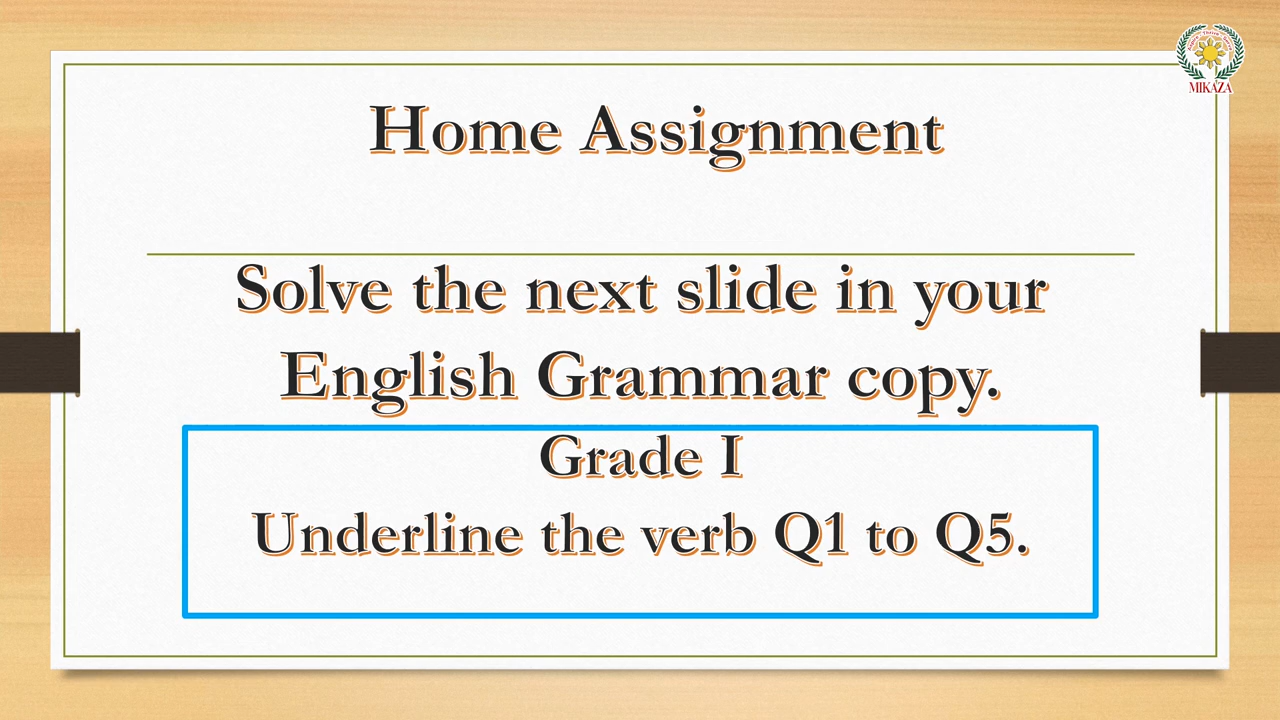 MIKAZA
Home Assignment
Solve the next slide in your
English Grammar copy.
Grade I
Underline the verb Q1 to Q5.